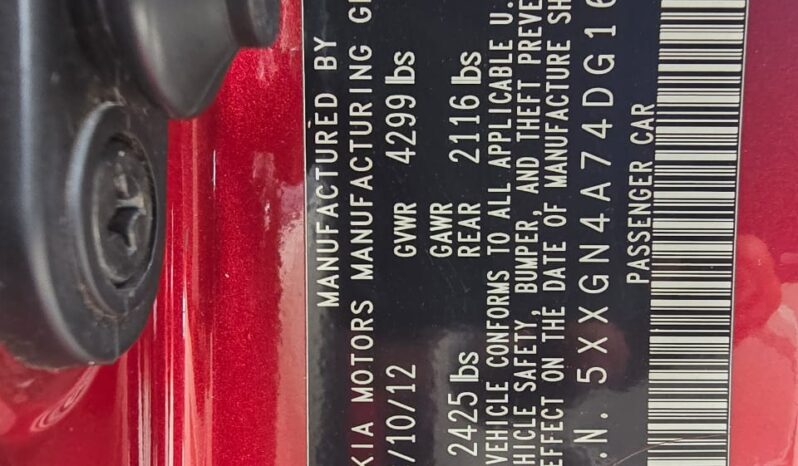 MANUFACTURED BY
KIA MOTORS MANUFACTURING G
/10/12 GVWR 4299 lbs
2425 lbs GAWR REAR 2116 lbs
VEHICLE CONFORMS TO ALL APPLICABLE U.
HICLE SAFETY, BUMPER, AND THEFT PREVE
EFFECT ON THE DATE OF MANUFACTURE SH
.N. 5XXGN4A74DG16
PASSENGER CAR